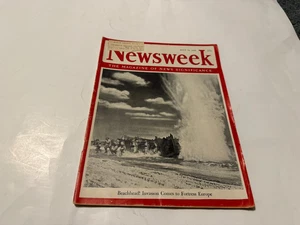 Newsweek
THE MAGAZINE OF NEWS SIGNIFICANCE
Beachhead: Invasion Comes to Fortress Europe